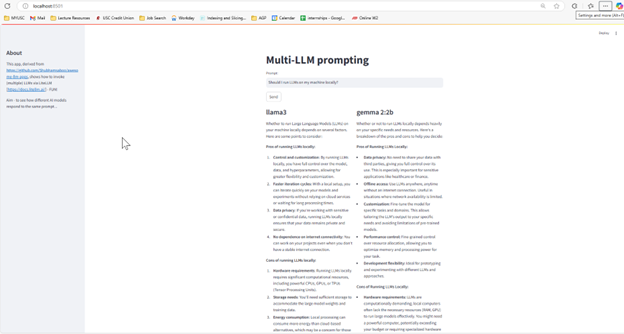 localhost:8501
MyUSC
Mail
Lecture Resources
USC Credit Union
Job Search
Workday
Indexing and Slicing...
AGF
Calendar
Internships - Googl...
Online W2
Settings and more (Alt+F)
Deploy
About
This app, derived from
shows how to invoke
(multiple) LLMs via LiteLLM
Aim : to see how different AI models
respond to the same prompt ..
Multi-LLM prompting
Prompt
Should I run LLMs on my machine locally?
Send
llama3
Whether to run Large Language Models (LLMs) on
your machine locally depends on several factors.
Here are some points to consider:
Pros of running LLMs locally:
1. Control and customization: By running LLMs
locally, you have full control over the model,
data, and hyperparameters, allowing for
greater flexibility and customization.
2. Faster iteration cycles: With a local setup, you
can iterate quickly on your models and
experiments without relying on cloud services
or waiting for long processing times.
3. Data privacy: If you're working with sensitive
or confidential data, running LLMs locally
ensures that your data remains private and
secure.
4. No dependence on internet connectivity: You
can work on your projects even when you don't
have a stable internet connection.
Cons of running LLMs locally:
1. Hardware requirements: Running LLMs locally
requires significant computational resources,
including powerful CPUs, GPUs, or TPUs
(Tensor Processing Units).
2. Storage needs: You'll need sufficient storage to
accommodate the large model weights and
training data.
3. Energy consumption: Local processing can
consume more energy than cloud-based
alternatives, which may be a concern for those
gemma 2:2b
Whether or not to run LLMs locally depends heavily
on your specific needs and resources. Here's a
breakdown of the pros and cons to help you decide:
Pros of Running LLMs Locally:
• Data privacy: No need to share your data with
third parties, giving you full control over its
use. This is especially important for sensitive
applications like healthcare or finance.
• Offline access: Use LLMs anywhere, anytime
without an internet connection. Useful in
situations where network availability is limited.
• Customization: Fine-tune the model for
specific tasks and domains. This allows
tailoring the LLM's output to your specific
needs and avoiding limitations of pre-trained
models.
• Performance control: Fine-grained control
over resource allocation, allowing you to
optimize memory and processing power for
your task.
• Development flexibility: Ideal for prototyping
and experimenting with different LLMs and
approaches.
Cons of Running LLMs Locally:
• Hardware requirements: LLMs are
computationally demanding, local computers
often lack the necessary resources (RAM, GPU)
to run large models effectively. You might need
a powerful computer, potentially exceeding
your budget or requiring specialized hardware